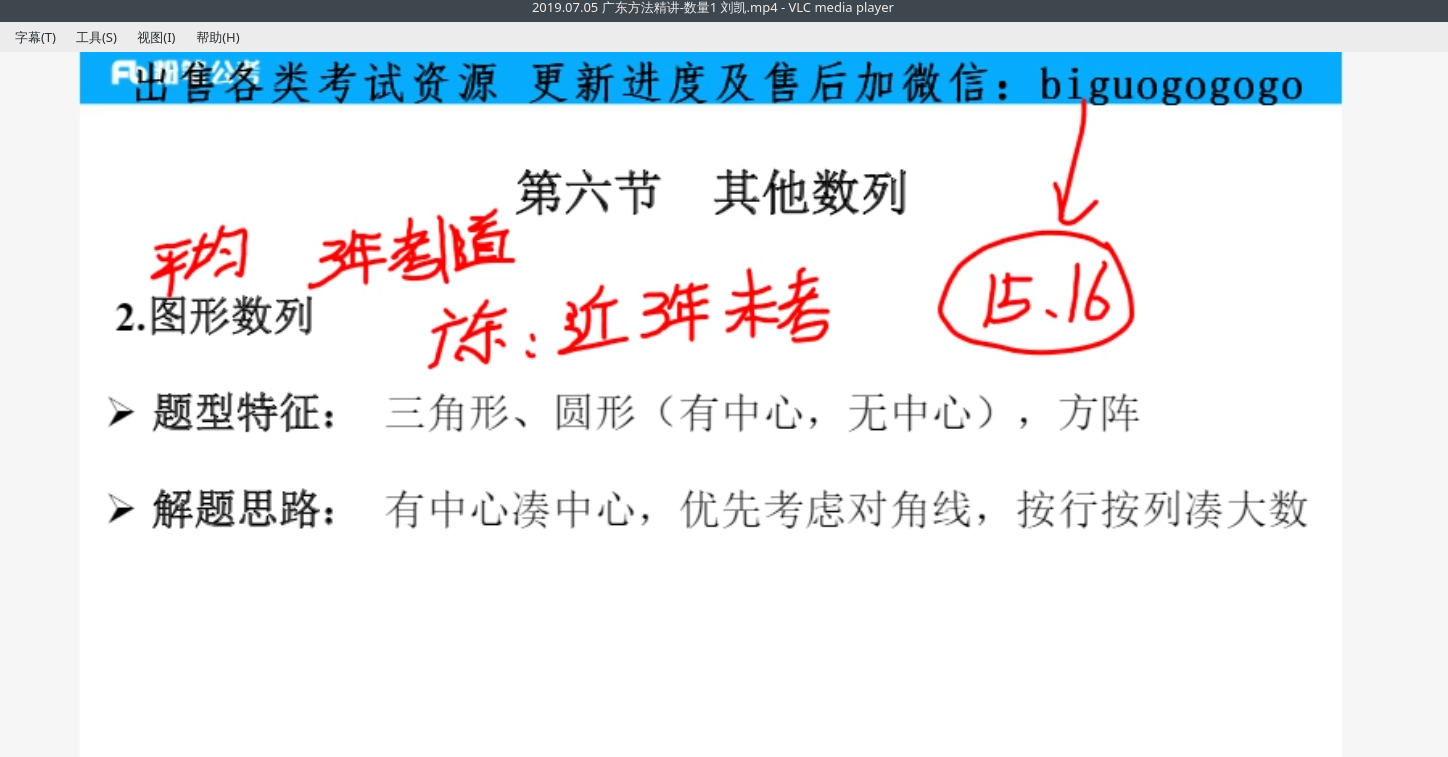 2019.07.05 广东方法精讲-数量1 刘凯.mp4 - VLC media player
字幕(T) 工具(S) 视图(I) 帮助(H)
粉笔公考
出售各类考试资源 更新进度及售后加微信：biguogogogo
第六节 其他数列
平均 3年考1道
2.图形数列
广东：近3年未考
15、16
➢ 题型特征： 三角形、圆形（有中心，无中心），方阵
➢ 解题思路： 有中心凑中心，优先考虑对角线，按行按列凑大数